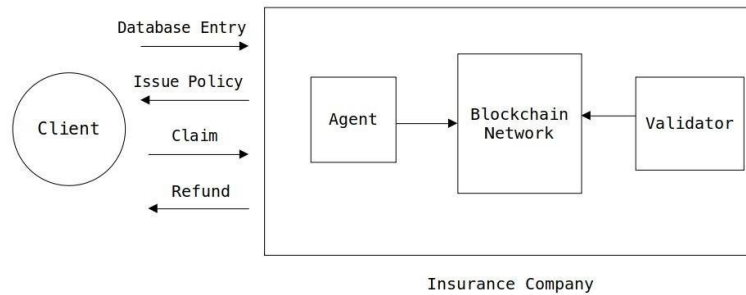 Database Entry
Issue Policy
Client
Claim
Refund
Agent
Blockchain
Network
Validator
Insurance Company